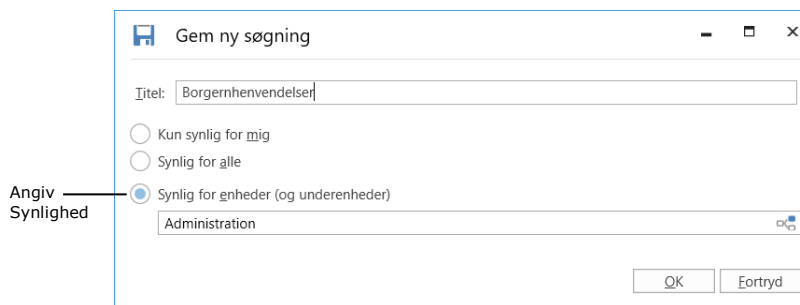 Gem ny søgning
Titel: Borgernhenvendelser
Kun synlig for mig
Synlig for alle
Angiv
Synlighed
Synlig for enheder (og underenheder)
Administration
OK Fortryd